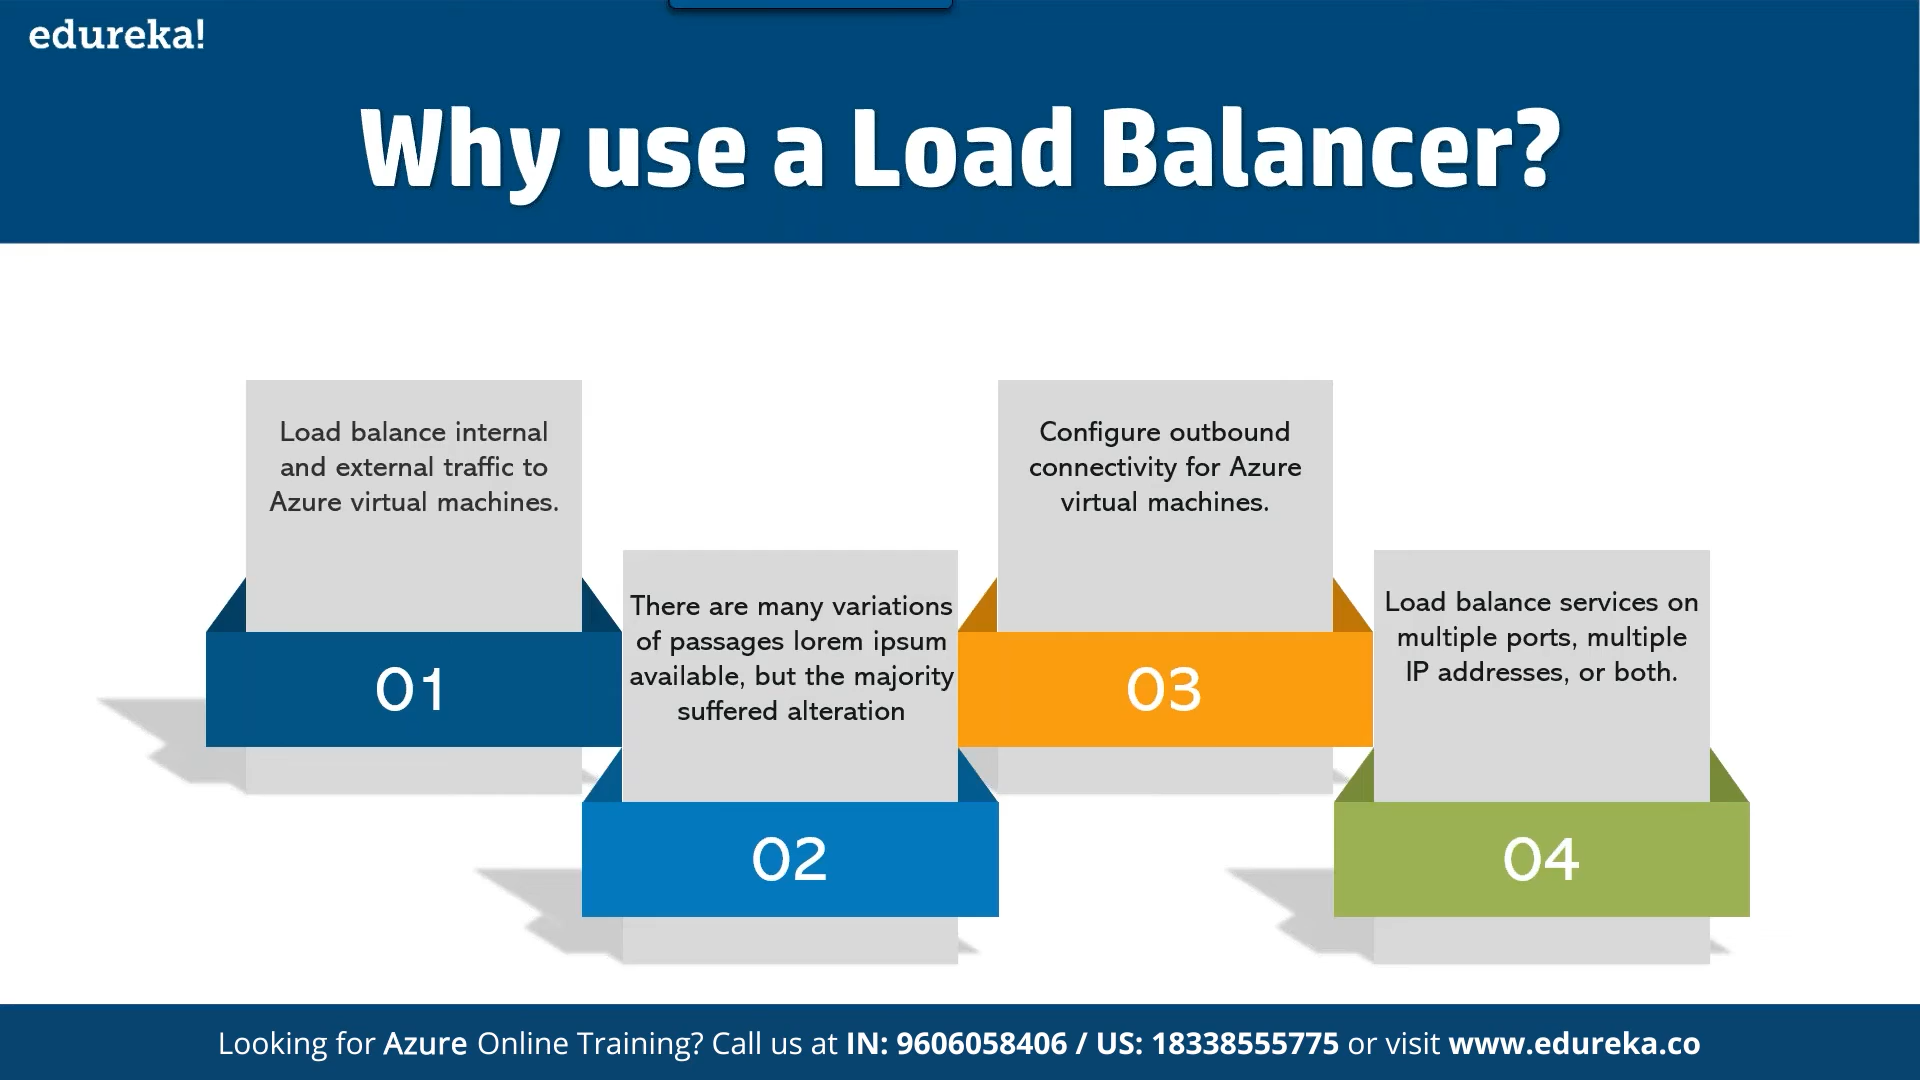 edureka!
Why use a Load Balancer?
Load balance internal
and external traffic to
Azure virtual machines.
01
There are many variations
of passages lorem ipsum
available, but the majority
suffered alteration
02
Configure outbound
connectivity for Azure
virtual machines.
03
Load balance services on
multiple ports, multiple
IP addresses, or both.
04
Looking for Azure Online Training? Call us at IN: 9606058406 / US: 18338555775 or visit www.edureka.co